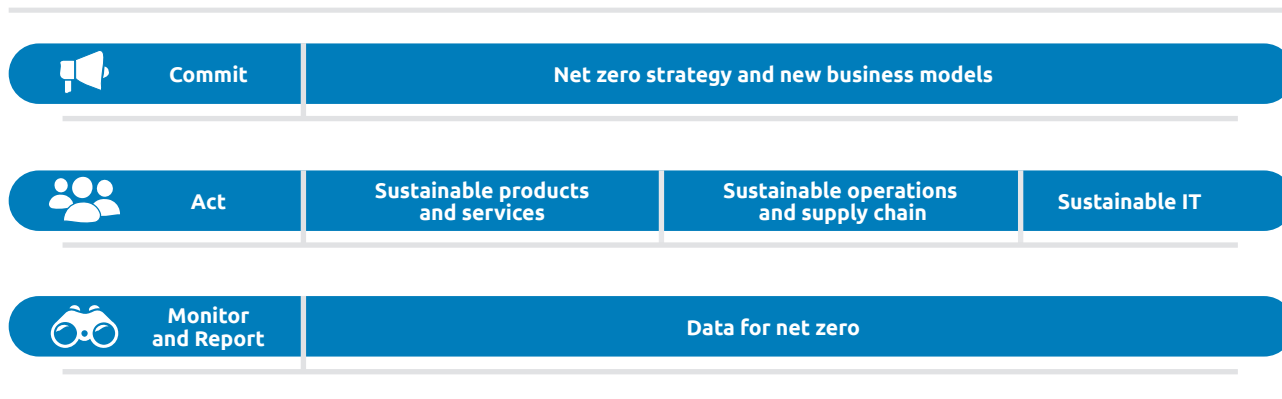 Commit
Net zero strategy and new business models
Act
Sustainable products
and services
Sustainable operations
and supply chain
Sustainable IT
Monitor
and Report
Data for net zero